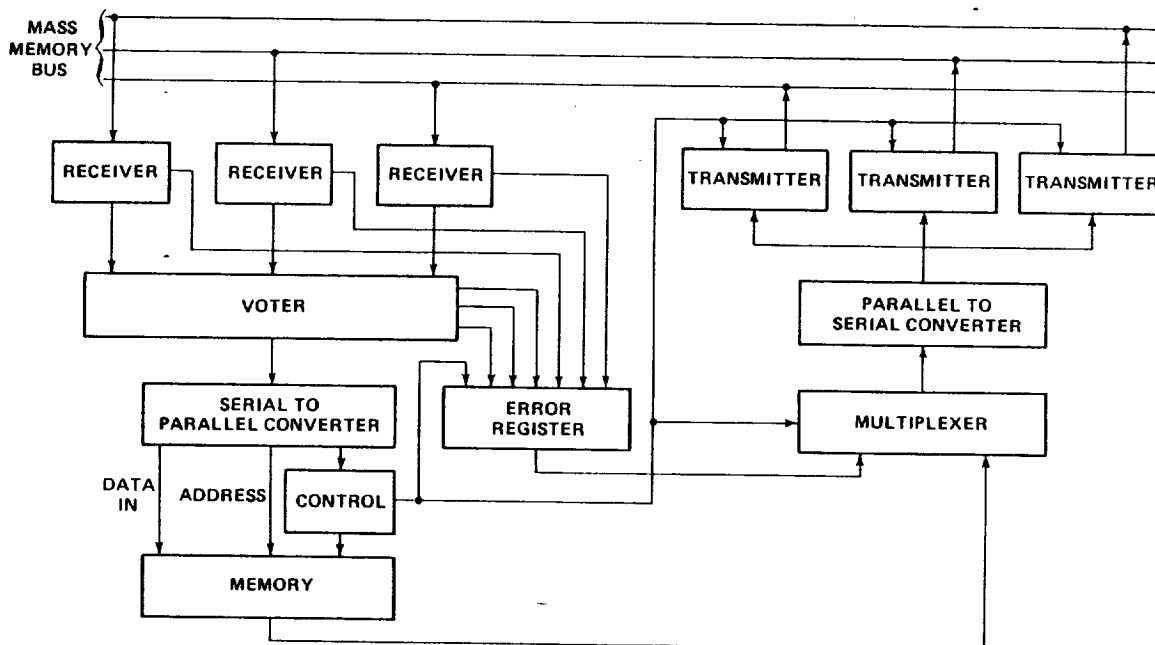 MASS
MEMORY
BUS
RECEIVER
RECEIVER
RECEIVER
TRANSMITTER
TRANSMITTER
TRANSMITTER
VOTER
PARALLEL TO
SERIAL CONVERTER
SERIAL TO
PARALLEL CONVERTER
ERROR
REGISTER
MULTIPLEXER
DATA
IN
ADDRESS
CONTROL
MEMORY